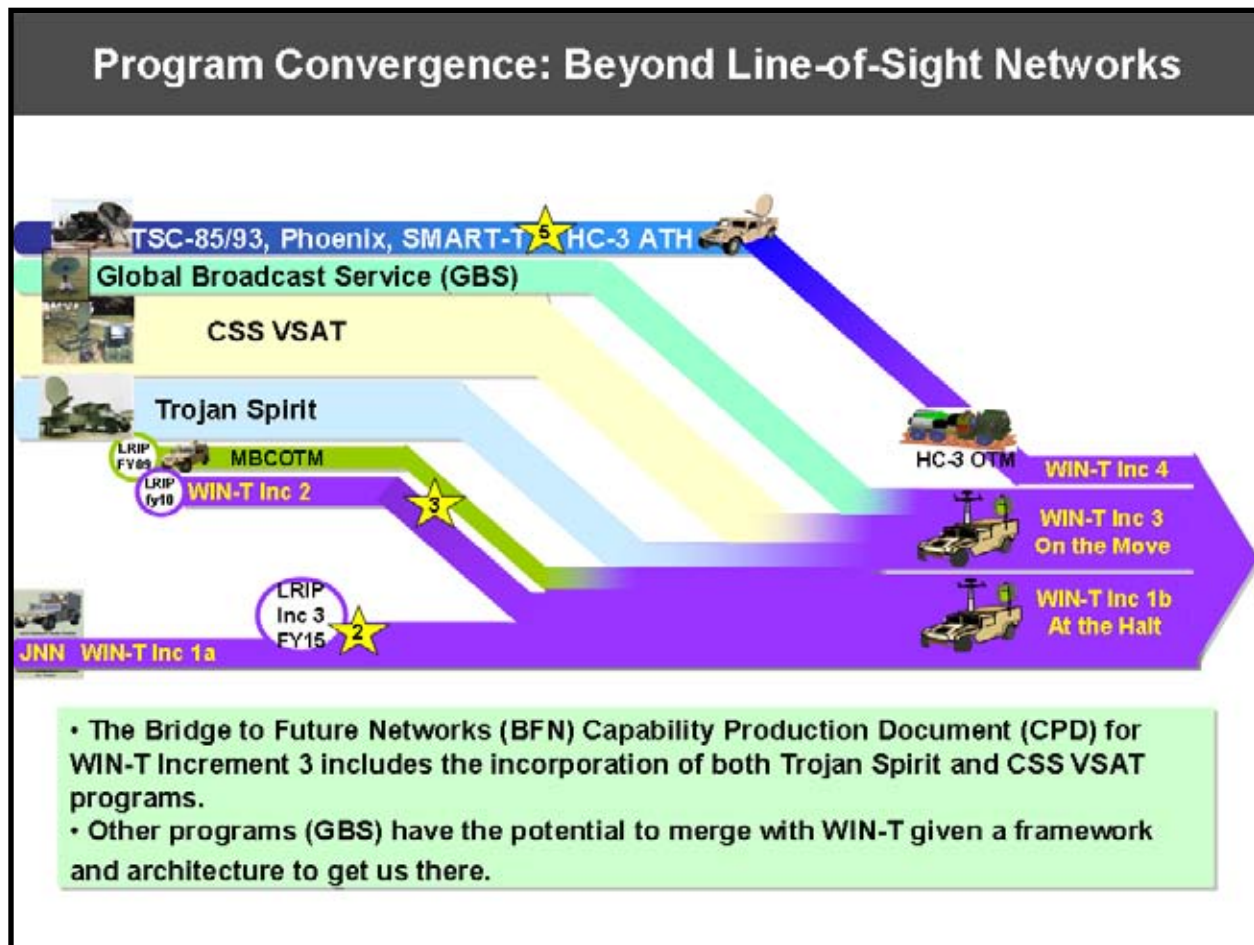 Program Convergence: Beyond Line-of-Sight Networks
TSC-85/93, Phoenix, SMART-T
5
HC-3 ATH
Global Broadcast Service (GBS)
CSS VSAT
Trojan Spirit
LRIP
FY09
MBCOTM
LRIP
fy10
WIN-T Inc 2
3
HC-3 OTM
WIN-T Inc 4
WIN-T Inc 3
On the Move
WIN-T Inc 1b
At the Halt
LRIP
Inc 3
FY15
2
JNN WIN-T Inc 1a
• The Bridge to Future Networks (BFN) Capability Production Document (CPD) for
WIN-T Increment 3 includes the incorporation of both Trojan Spirit and CSS VSAT
programs.
• Other programs (GBS) have the potential to merge with WIN-T given a framework
and architecture to get us there.